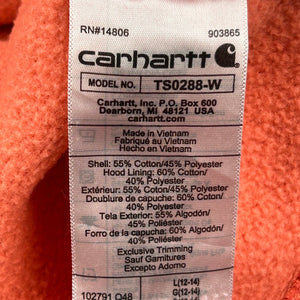 RN#14806 903865
carhartt
MODEL NO. TS0288-W
Carhartt, Inc. P.O. Box 600
Dearborn, MI 48121 USA
www.carhartt.com
Made in Vietnam
Fabriqué au Vietnam
Hecho en Vietnam
Shell: 55% Cotton/45% Polyester
Hood Lining: 60% Cotton/
40% Polyester
Extérieur: 55% Coton/45% Polyester
Doublure de capuche: 60% Coton/
40% Polyester
Tela Exterior: 55% Algodón/
45% Poliéster
Forro de la capucha: 60% Algodón/
40% Poliéster
Exclusive Trimming
Sauf Garnitures
Excepto Adorno
L(12-14)
102791 Q48 G(12-14)